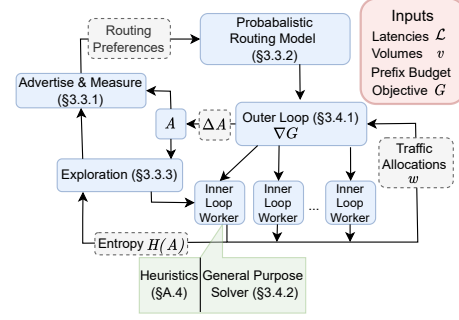 Routing
Preferences
Probabalistic
Routing Model
(§3.3.2)
Inputs
Latencies ℒ
Volumes v
Prefix Budget
Objective G
Advertise & Measure
(§3.3.1)
A
ΔA
Outer Loop (§3.4.1)
∇G
Traffic
Allocations
w
Exploration (§3.3.3)
Inner
Loop
Worker
Inner
Loop
Worker
...
Inner
Loop
Worker
Entropy H(A)
Heuristics
(§A.4)
General Purpose
Solver (§3.4.2)